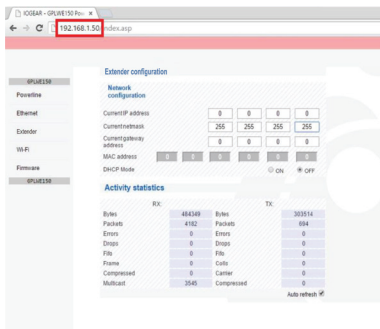 IOGEAR - GPLWE150 Pow
192.168.1.50/index.asp
Extender configuration
GPLWE150
Powerline
Ethernet
Extender
Wi-Fi
Firmware
GPLWE150
Network
configuration
Current IP address 0 0 0 0
Current netmask 255 255 255 255
Current gateway
address 0 0 0 0
MAC address 0 0 0 0 0 0
DHCP Mode ON OFF
Activity statistics
RX: TX:
Bytes 484349 Bytes 303514
Packets 4182 Packets 694
Errors 0 Errors 0
Drops 0 Drops 0
Fifo 0 Fifo 0
Frame 0 Colls 0
Compressed 0 Carrier 0
Multicast 3545 Compressed 0
Auto refresh